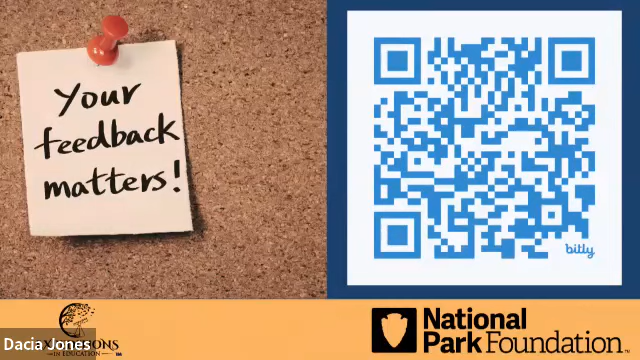 Your
feedback
matters!
bitly
National
Park Foundation
IN EDUCATION
Dacia Jones